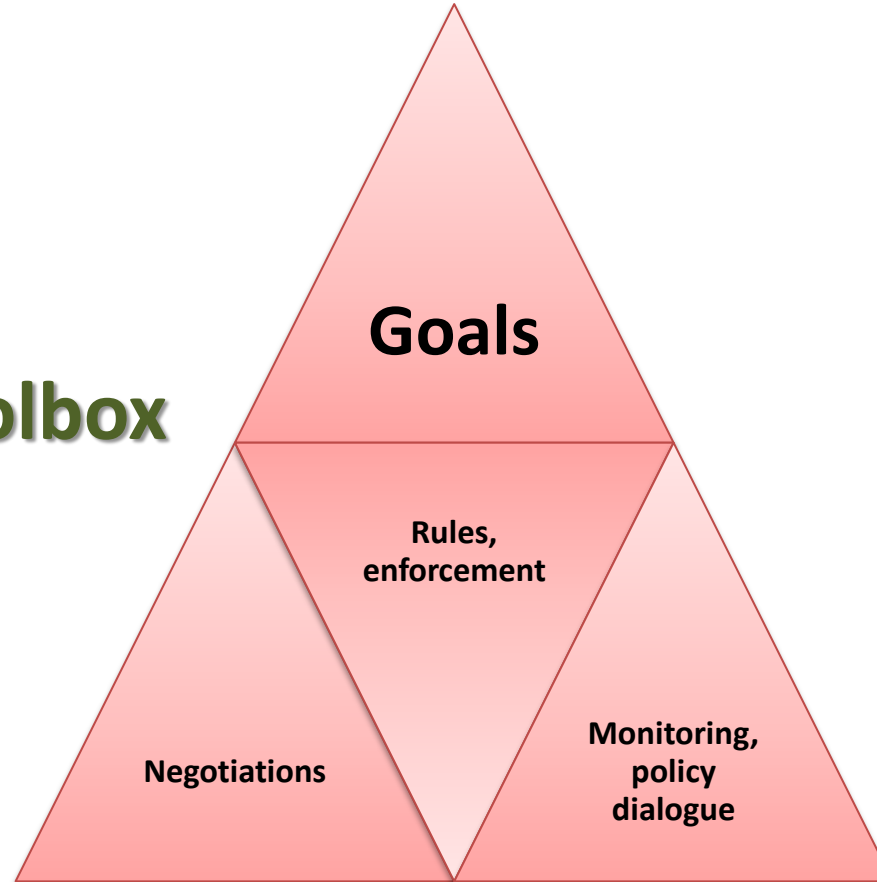 Goals
olbox
Rules,
enforcement
Negotiations
Monitoring,
policy
dialogue